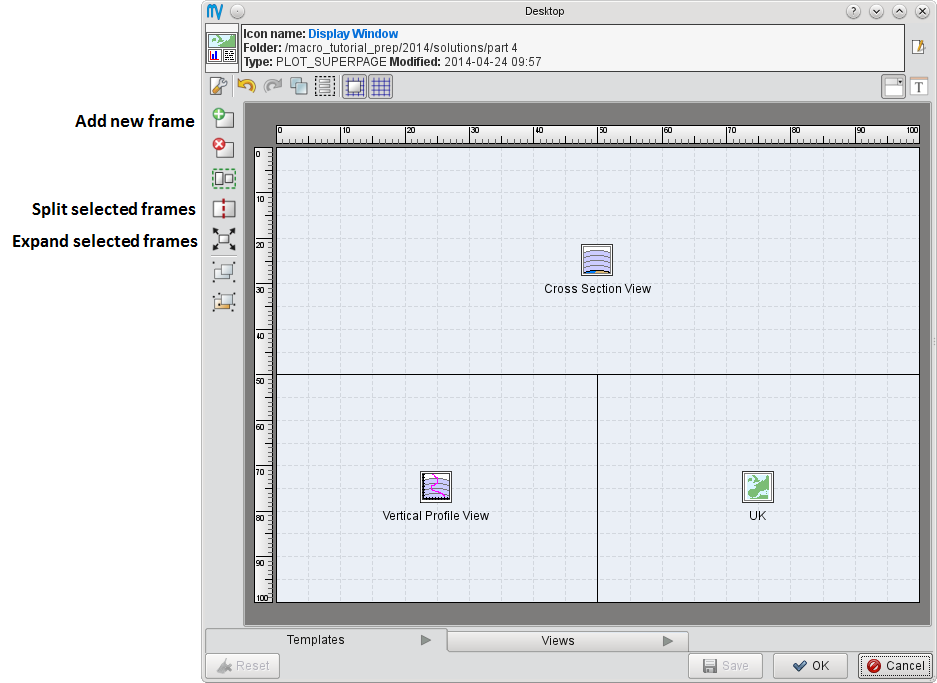 MV Desktop ?
Icon name: Display Window
Folder: /macro_tutorial_prep/2014/solutions/part 4
Type: PLOT_SUPERPAGE Modified: 2014-04-24 09:57
T
Add new frame
Split selected frames
Expand selected frames
0 10 20 30 40 50 60 70 80 90 100
0
10
20
30
40
50
60
70
80
90
100
Cross Section View
Vertical Profile View
UK
Templates
Views
Reset
Save
OK
Cancel